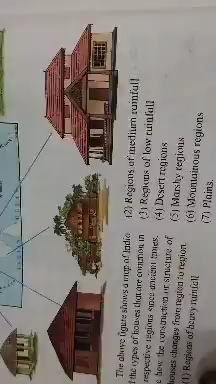 The above figure shows a map of India
the types of houses that are common in
respective regions since ancient times.
how the construction or structure of
houses changes from region to region
(1) Region of heavy rainfall
(2) Regions of medium rainfall
(3) Regions of low rainfall
(4) Desert regions
(5) Marshy regions
(6) Mountainous regions
(7) Plains.